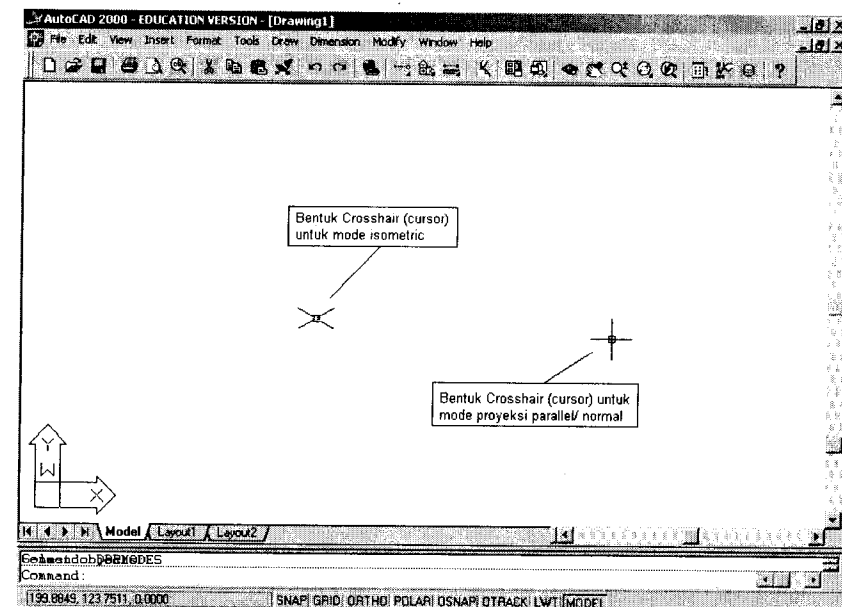 AutoCAD 2000 - EDUCATION VERSION - [Drawing1]
File Edit View Insert Format Tools Draw Dimension Modify Window Help
Bentuk Crosshair (cursor)
untuk mode isometric
Bentuk Crosshair (cursor) untuk
mode proyeksi parallel/ normal
Y
W
X
Model Layout1 Layout2
Command:
199.8849, 123.7511, 0.0000 SNAP GRID ORTHO POLAR OSNAP OTRACK LWT MODEL